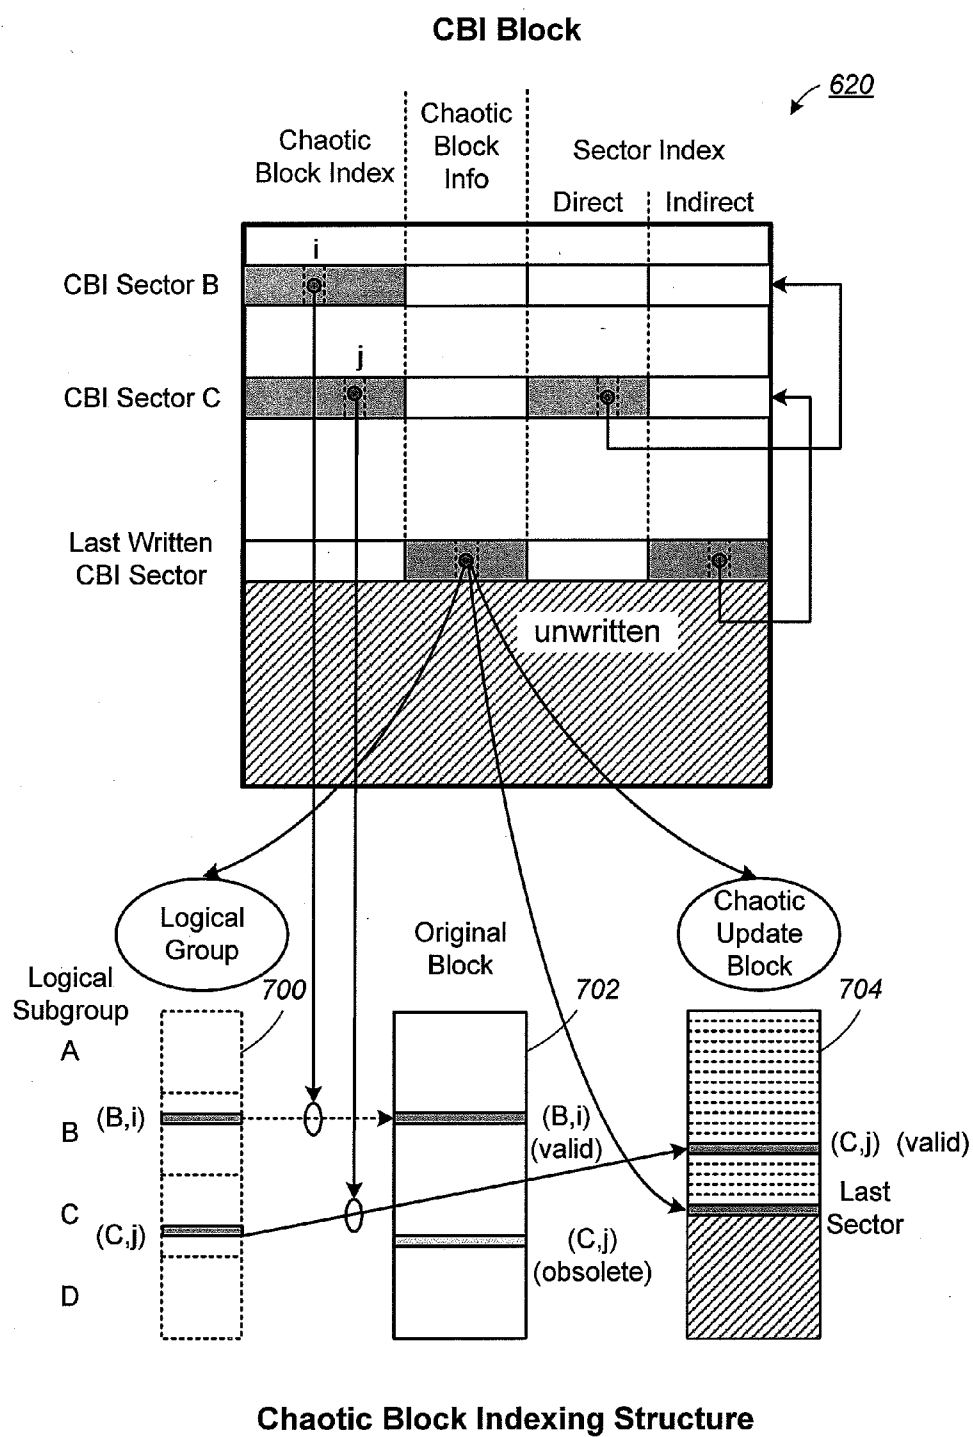 CBI Block
620
Chaotic
Block Index
Chaotic
Block
Info
Sector Index
Direct
Indirect
i
CBI Sector B
j
CBI Sector C
Last Written
CBI Sector
unwritten
Logical
Group
Original
Block
Chaotic
Update
Block
Logical
Subgroup
700
702
704
A
B
(B,i)
(B,i)
(valid)
(C,j) (valid)
C
(C,j)
(C,j)
(obsolete)
Last
Sector
D
Chaotic Block Indexing Structure